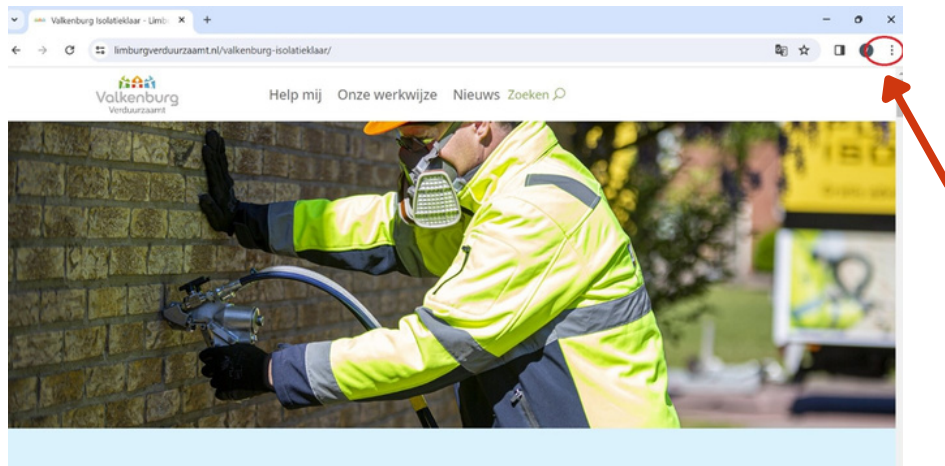 Valkenburg Isolatieklaar - Limb
limburgverduurzaamt.nl/valkenburg-isolatieklaar/
Valkenburg
Verduurzaamt
Help mij Onze werkwijze Nieuws Zoeken